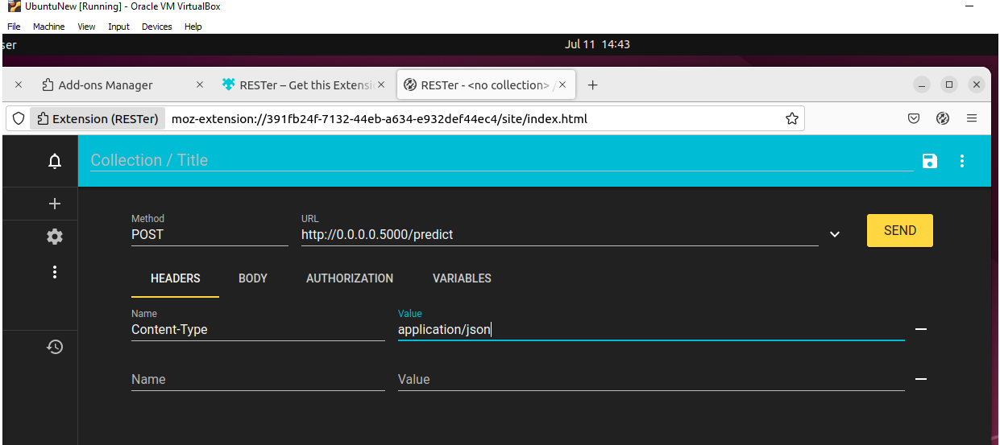 UbuntuNew [Running] - Oracle VM VirtualBox
File Machine View Input Devices Help
ser Jul 11 14:43
Add-ons Manager RESTer – Get this Extensi RESTer - <no collection> /
Extension (RESTer) moz-extension://391fb24f-7132-44eb-a634-e932def44ec4/site/index.html
Collection / Title
Method URL
POST http://0.0.0.0.5000/predict SEND
HEADERS BODY AUTHORIZATION VARIABLES
Name Value
Content-Type application/json
Name Value